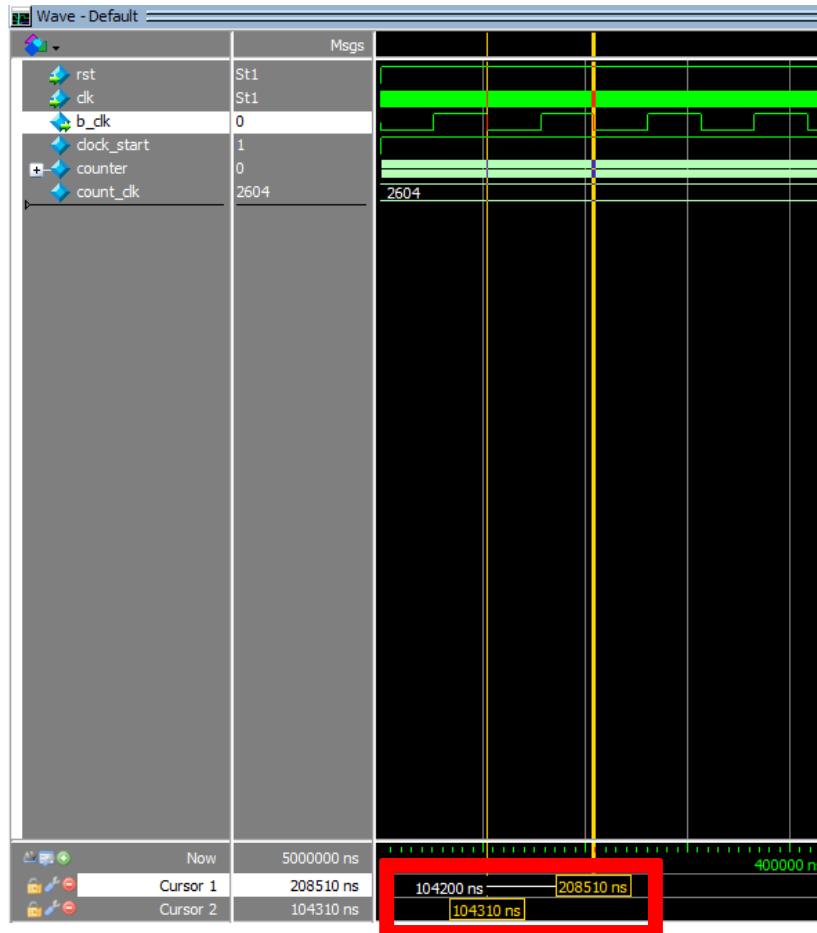 Wave - Default
Msgs
rst St1
clk St1
b_clk 0
clock_start 1
counter 0
count_clk 2604 2604
Now 5000000 ns 400000 n
Cursor 1 208510 ns 104200 ns 208510 ns
Cursor 2 104310 ns 104310 ns